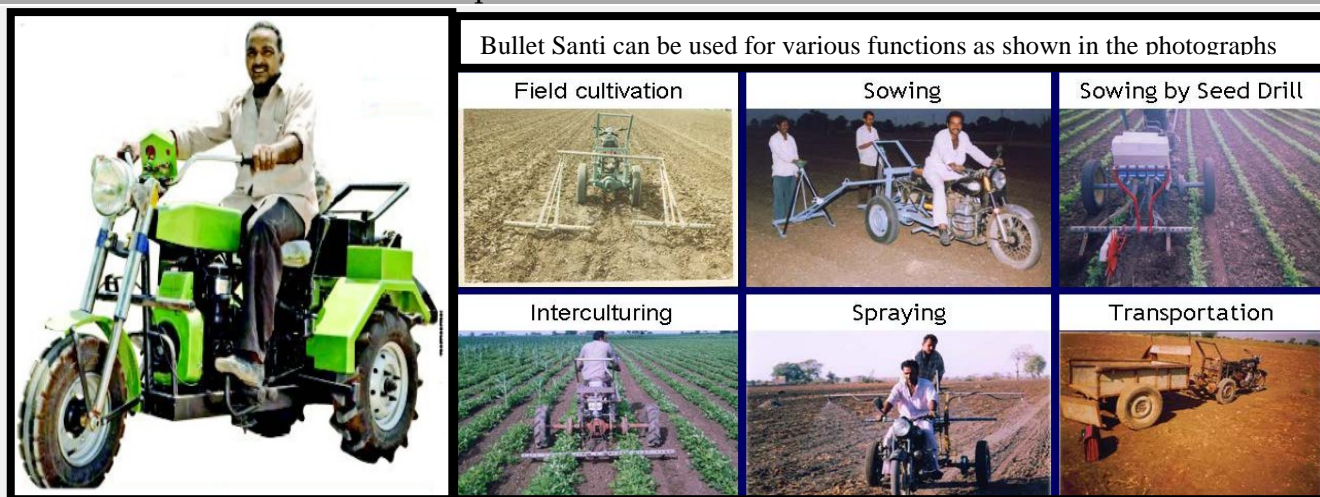 Bullet Santi can be used for various functions as shown in the photographs
Field cultivation
Sowing
Sowing by Seed Drill
Interculturing
Spraying
Transportation